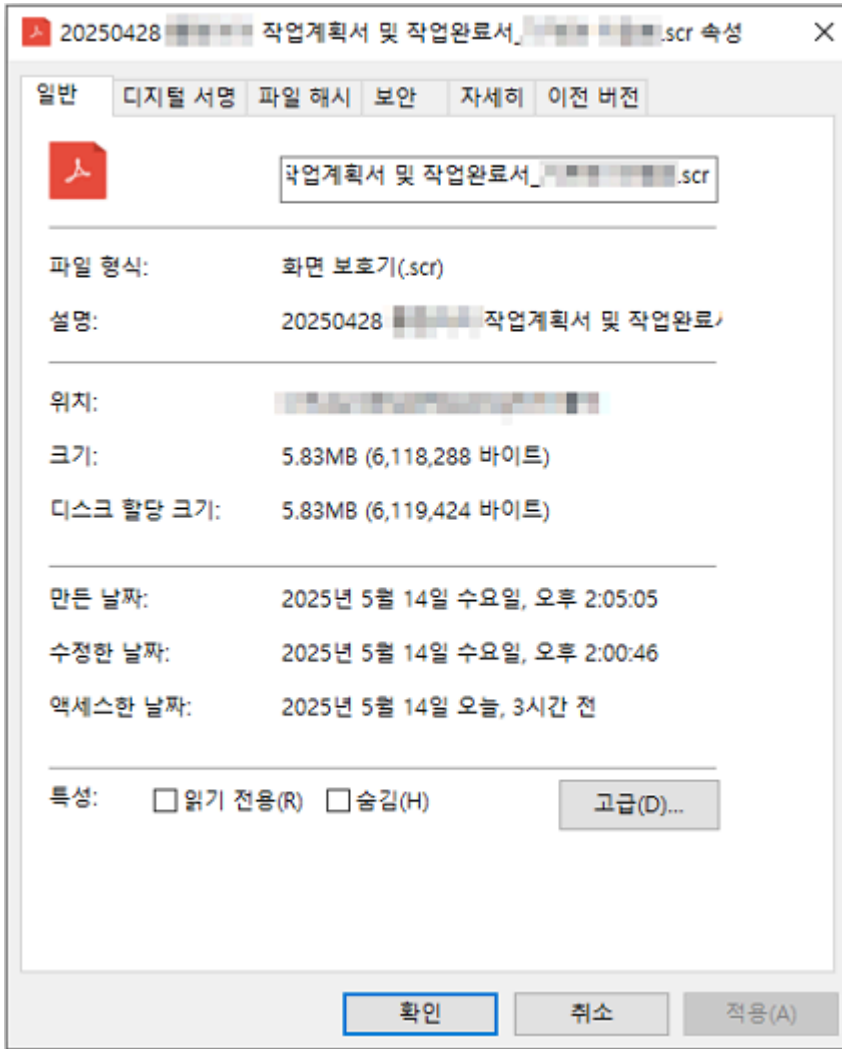 20250428 작업계획서 및 작업완료서_ .scr 속성
일반 디지털 서명 파일 해시 보안 자세히 이전 버전
작업계획서 및 작업완료서_ .scr
파일 형식: 화면 보호기(.scr)
설명: 20250428 작업계획서 및 작업완료서
위치:
크기: 5.83MB (6,118,288 바이트)
디스크 할당 크기: 5.83MB (6,119,424 바이트)
만든 날짜: 2025년 5월 14일 수요일, 오후 2:05:05
수정한 날짜: 2025년 5월 14일 수요일, 오후 2:00:46
액세스한 날짜: 2025년 5월 14일 오늘, 3시간 전
특성: 읽기 전용(R) 숨김(H) 고급(D)...
확인 취소 적용(A)